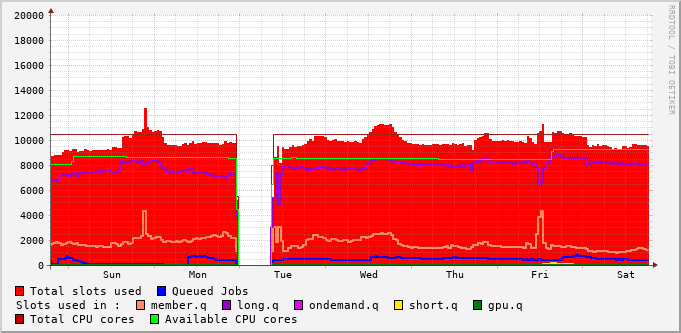 20000
18000
16000
14000
12000
10000
8000
6000
4000
2000
0
Sun Mon Tue Wed Thu Fri Sat
RRDTOOL / TOBI OETIKER
Total slots used Queued Jobs
Slots used in : member.q long.q ondemand.q short.q gpu.q
Total CPU cores Available CPU cores